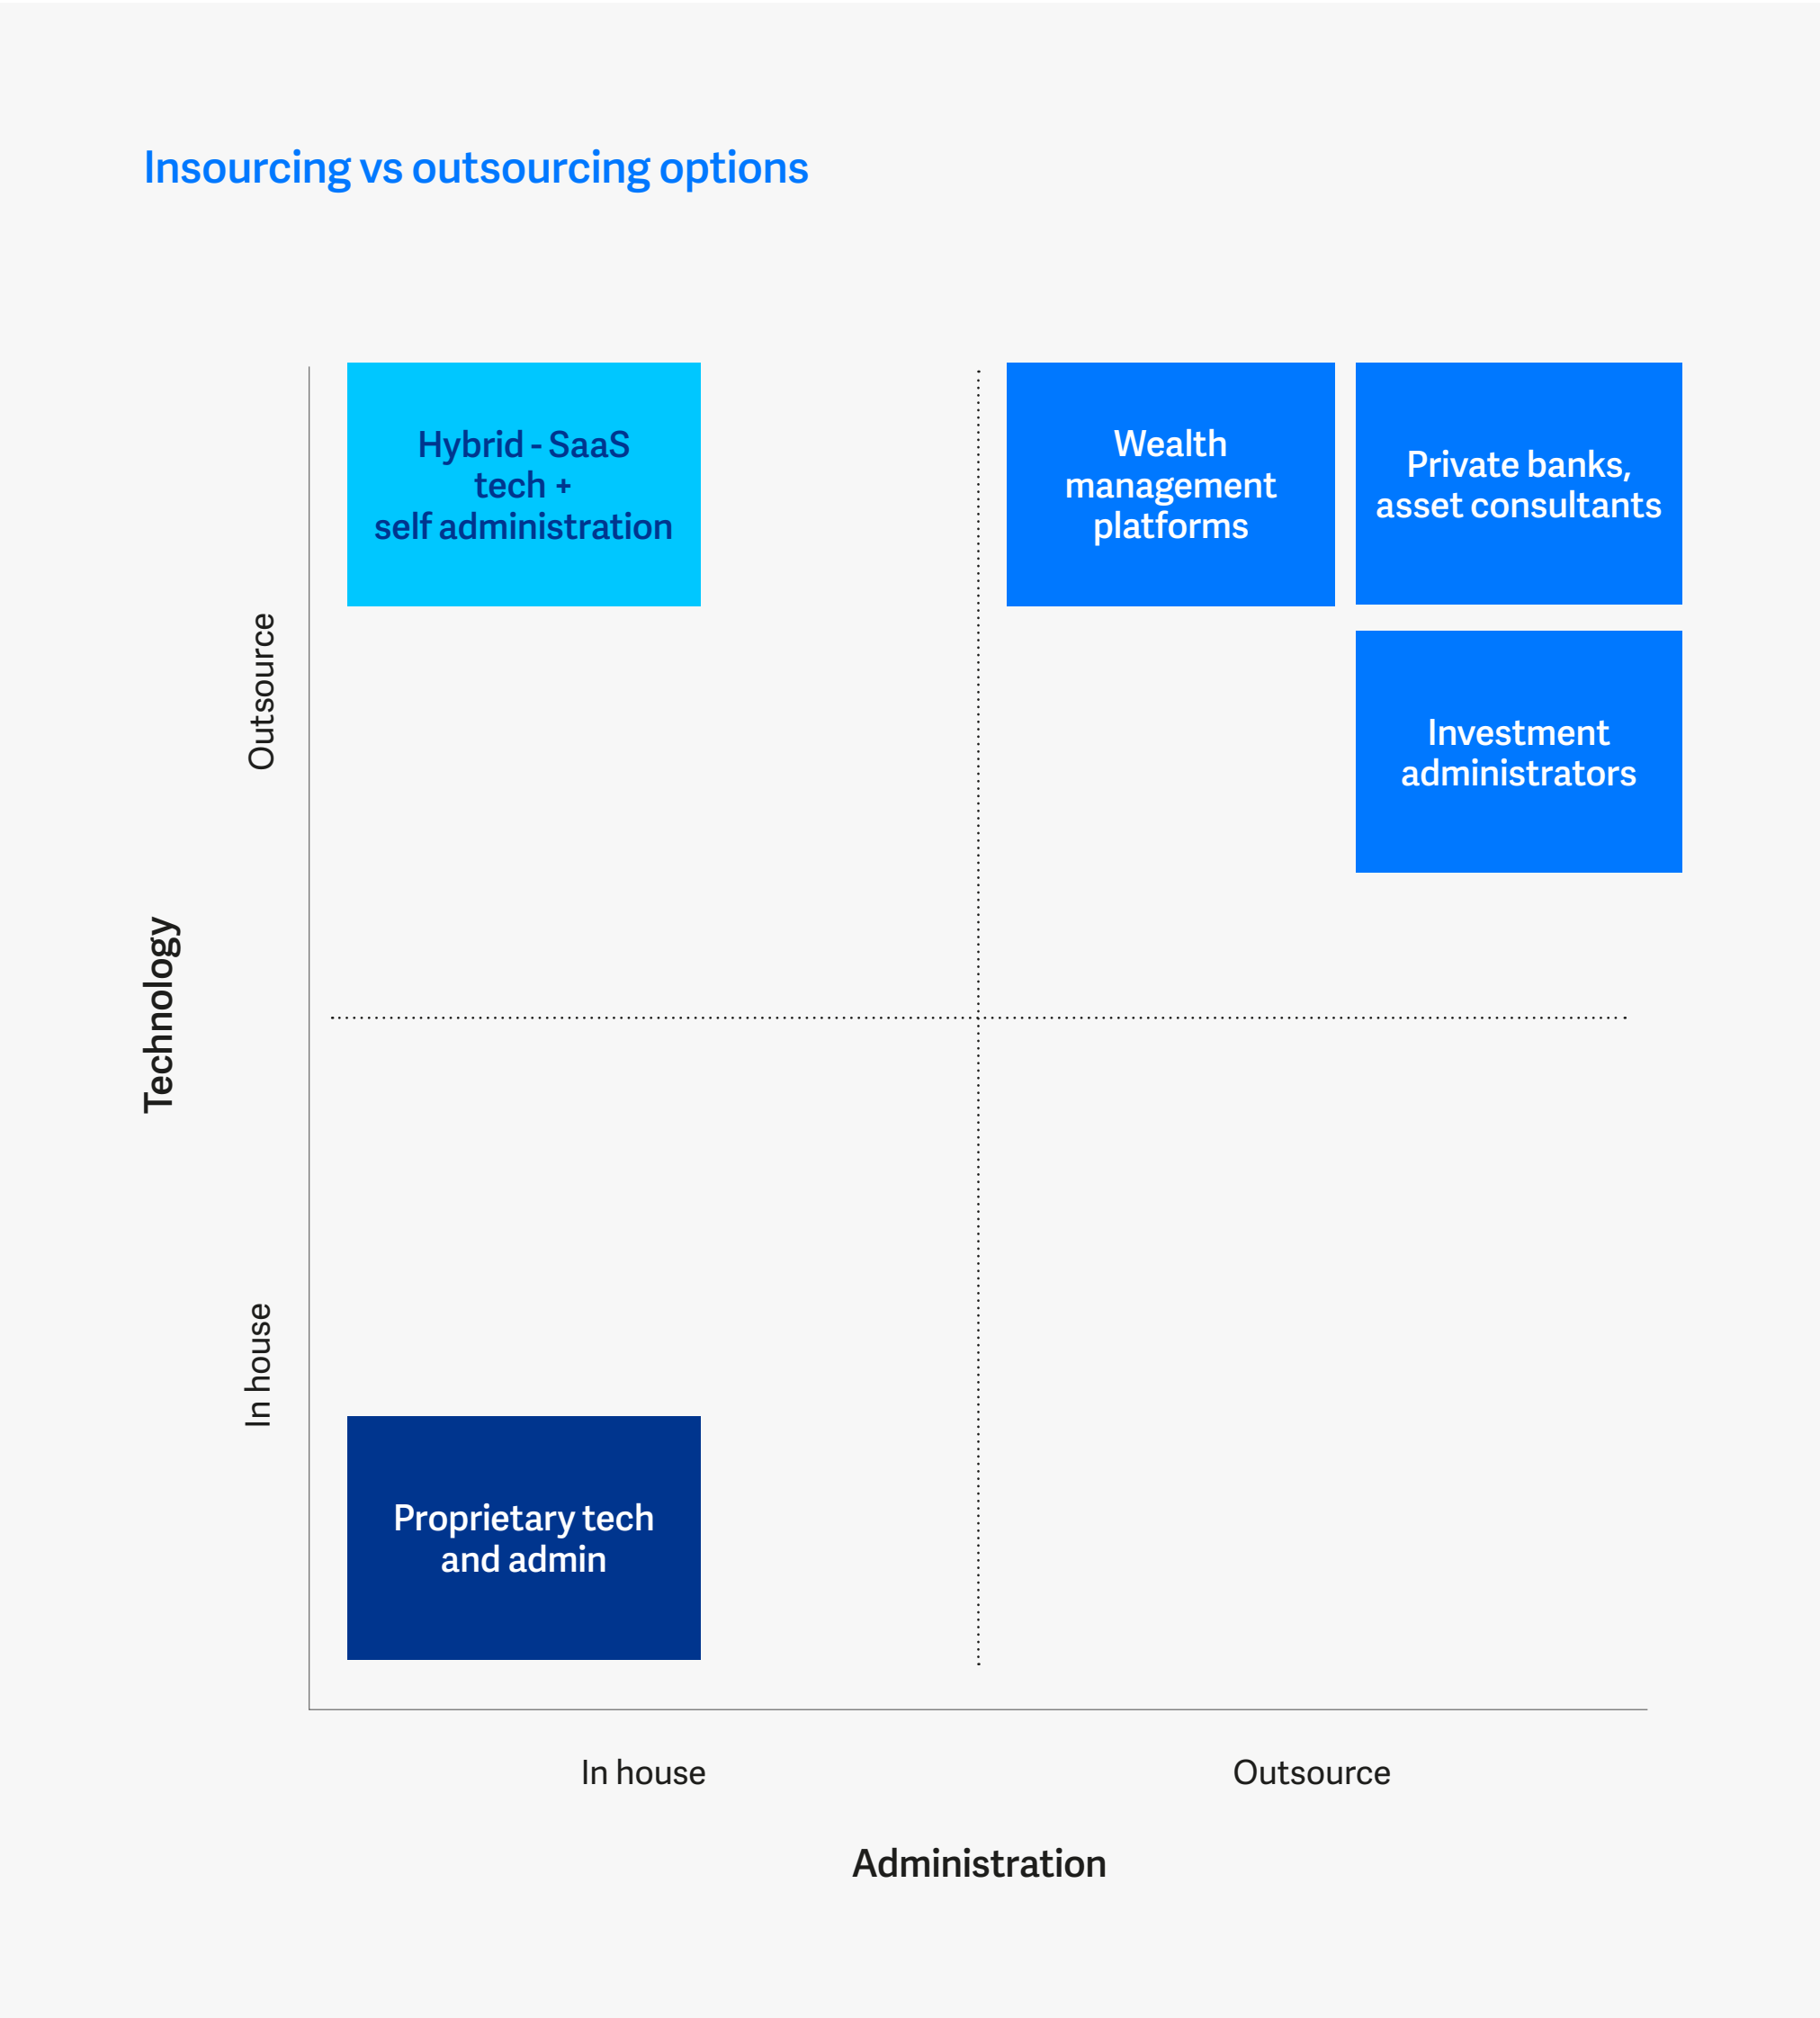 Insourcing vs outsourcing options
Hybrid - SaaS
tech +
self administration
Wealth
management
platforms
Private banks,
asset consultants
Investment
administrators
Outsource
Technology
In house
Proprietary tech
and admin
In house
Outsource
Administration